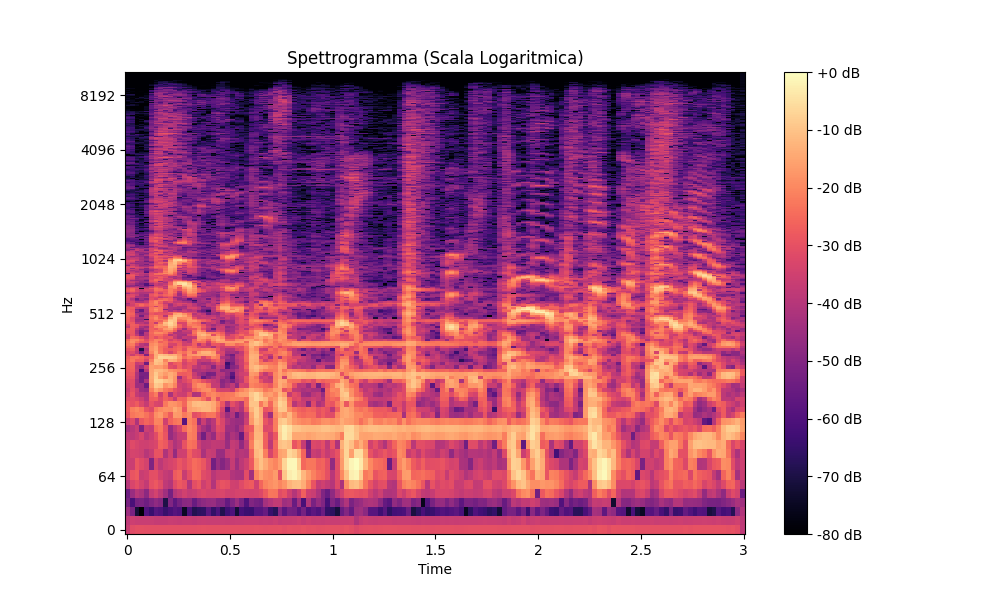 Spettrogramma (Scala Logaritmica)
Hz
8192
4096
2048
1024
512
256
128
64
0
0
0.5
1
1.5
2
2.5
3
Time
+0 dB
-10 dB
-20 dB
-30 dB
-40 dB
-50 dB
-60 dB
-70 dB
-80 dB